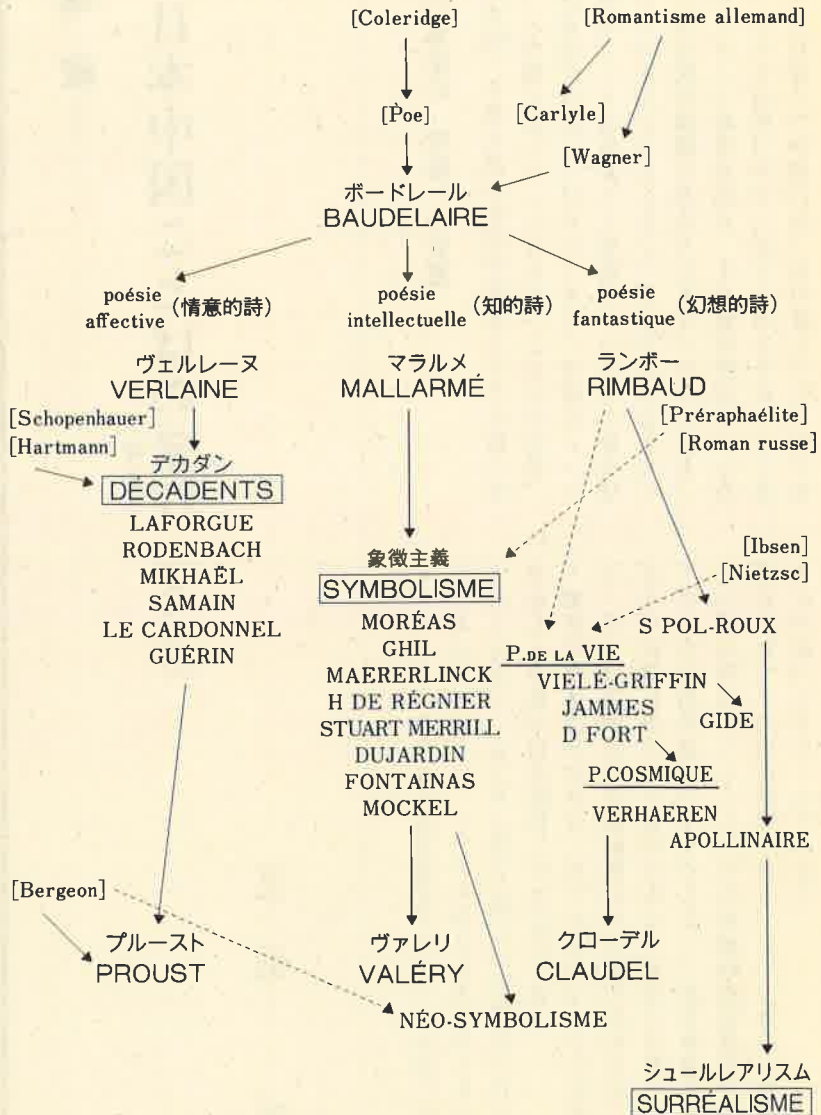 [Coleridge]
[Romantisme allemand]
[Pòe]
[Carlyle]
[Wagner]
ボードレール
BAUDELAIRE
poésie
affective (情意的詩)
poésie
intellectuelle (知的詩)
poésie
fantastique (幻想的詩)
ヴェルレーヌ
VERLAINE
マラルメ
MALLARMÉ
ランボー
RIMBAUD
[Schopenhauer]
[Hartmann]
[Préraphaélite]
[Roman russe]
デカダン
DÉCADENTS
LAFORGUE
RODENBACH
MIKHAËL
SAMAIN
LE CARDONNEL
GUÉRIN
象徴主義
SYMBOLISME
MORÉAS
GHIL
MAERERLINCK
H DE RÉGNIER
STUART MERRILL
DUJARDIN
FONTAINAS
MOCKEL
[Ibsen]
[Nietzsc]
S POL-ROUX
P.DE LA VIE
VIELÉ-GRIFFIN
JAMMES
D FORT
GIDE
P.COSMIQUE
VERHAEREN
APOLLINAIRE
[Bergeon]
プルースト
PROUST
ヴァレリ
VALÉRY
クローデル
CLAUDEL
NÉO-SYMBOLISME
シュールレアリスム
SURRÉALISME